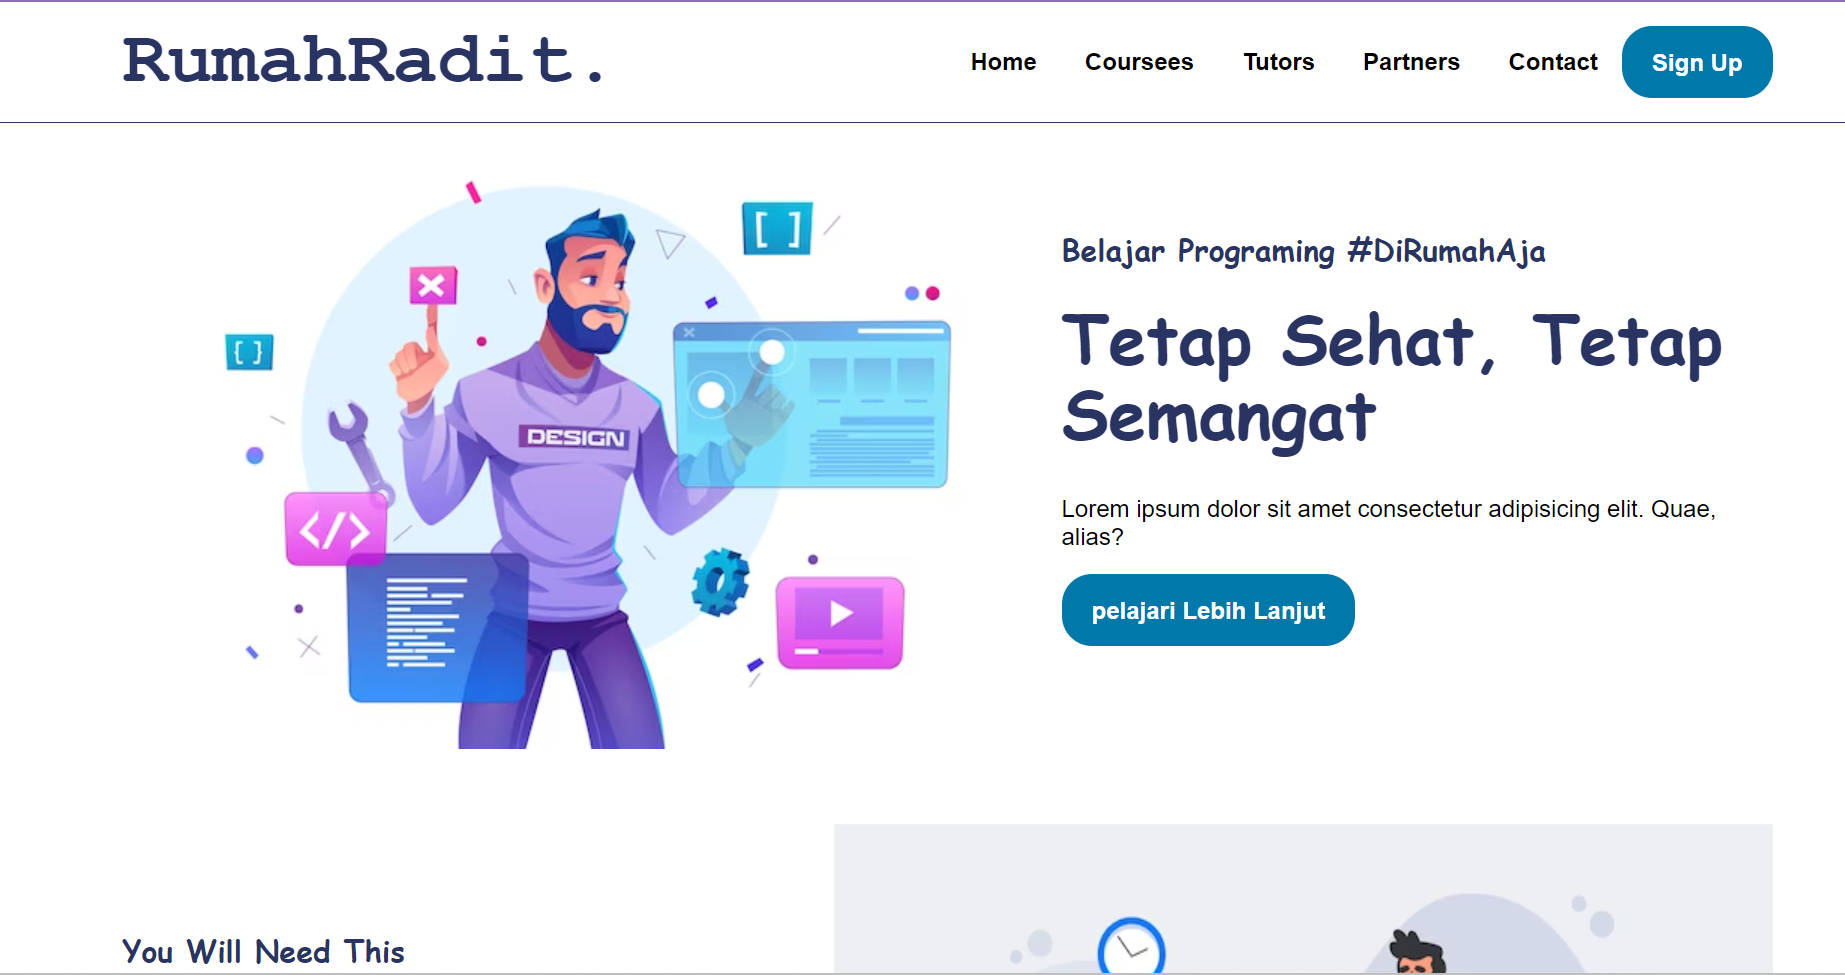 RumahRadit.
Home Coursees Tutors Partners Contact Sign Up
[ ]
{ }
DESIGN
</>
Belajar Programing #DiRumahAja
Tetap Sehat, Tetap
Semangat
Lorem ipsum dolor sit amet consectetur adipisicing elit. Quae,
alias?
pelajari Lebih Lanjut
You Will Need This